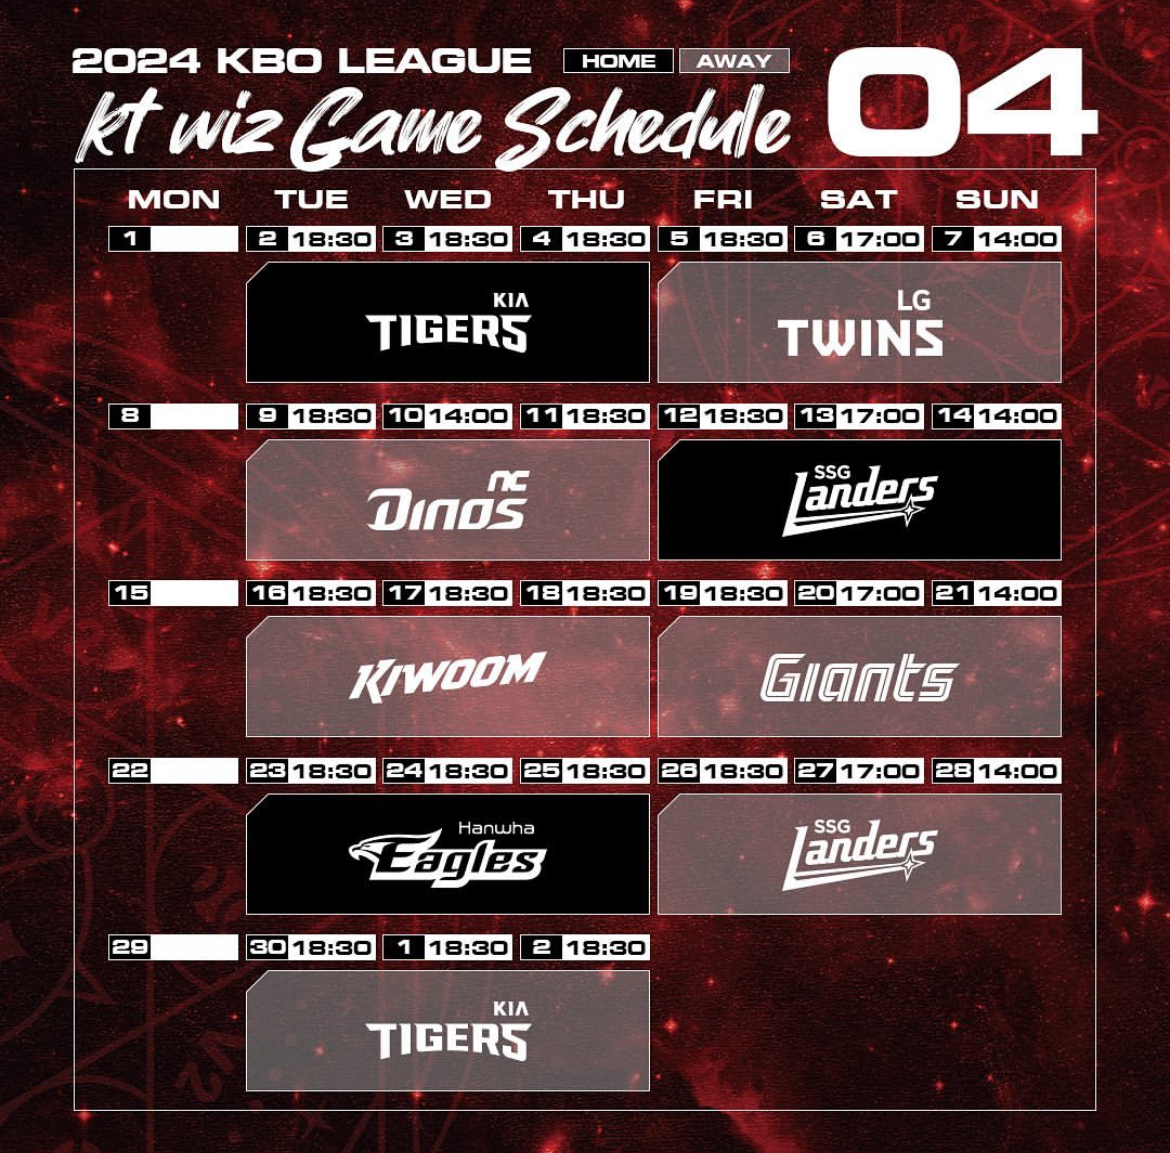 2024 KBO LEAGUE HOME AWAY 04
kt wiz Game Schedule
MON TUE WED THU FRI SAT SUN
1 2 18:30 3 18:30 4 18:30 5 18:30 6 17:00 7 14:00
KIA
TIGERS
LG
TWINS
8 9 18:30 10 14:00 11 18:30 12 18:30 13 17:00 14 14:00
NC
Dinos
SSG
Landers
15 16 18:30 17 18:30 18 18:30 19 18:30 20 17:00 21 14:00
KIWOOM
Giants
22 23 18:30 24 18:30 25 18:30 26 18:30 27 17:00 28 14:00
Hanwha
Eagles
SSG
Landers
29 30 18:30 1 18:30 2 18:30
KIA
TIGERS